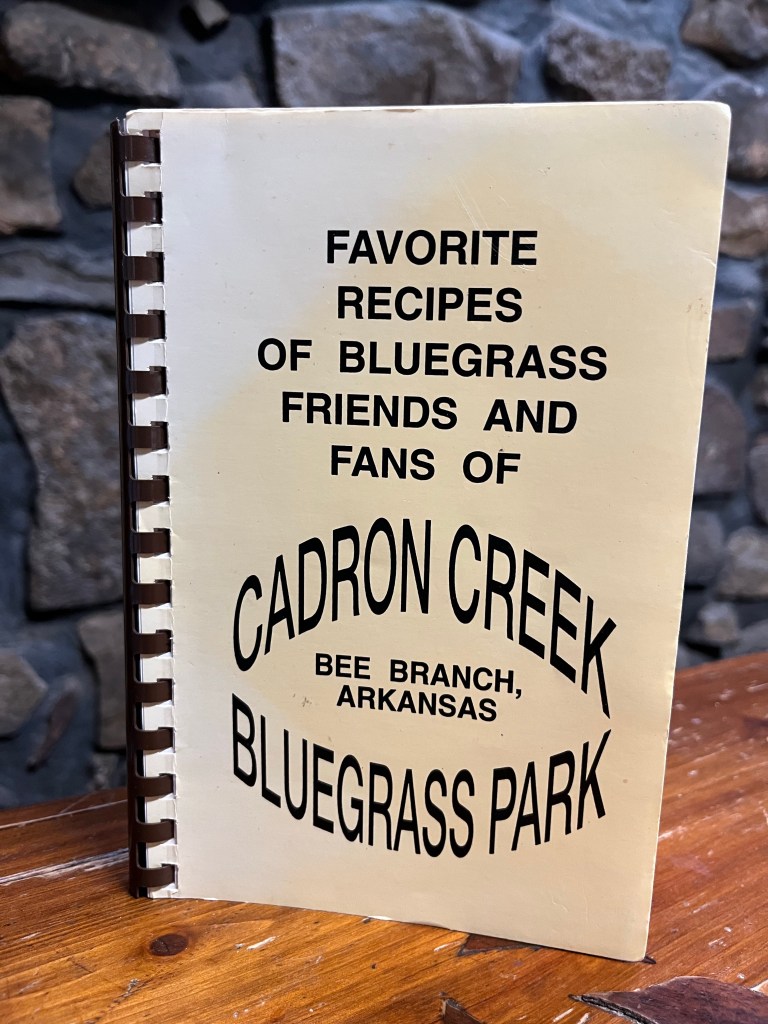 FAVORITE
RECIPES
OF BLUEGRASS
FRIENDS AND
FANS OF
CADRON CREEK
BEE BRANCH,
ARKANSAS
BLUEGRASS PARK